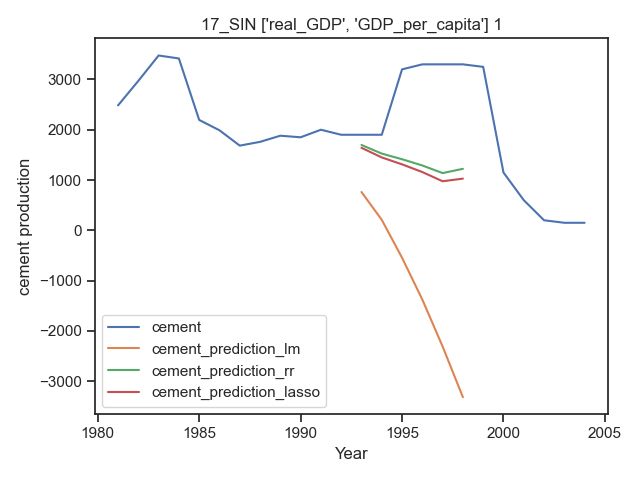 17_SIN ['real_GDP', 'GDP_per_capita'] 1
cement production
3000
2000
1000
0
−1000
−2000
−3000
cement
cement_prediction_lm
cement_prediction_rr
cement_prediction_lasso
1980 1985 1990 1995 2000 2005
Year